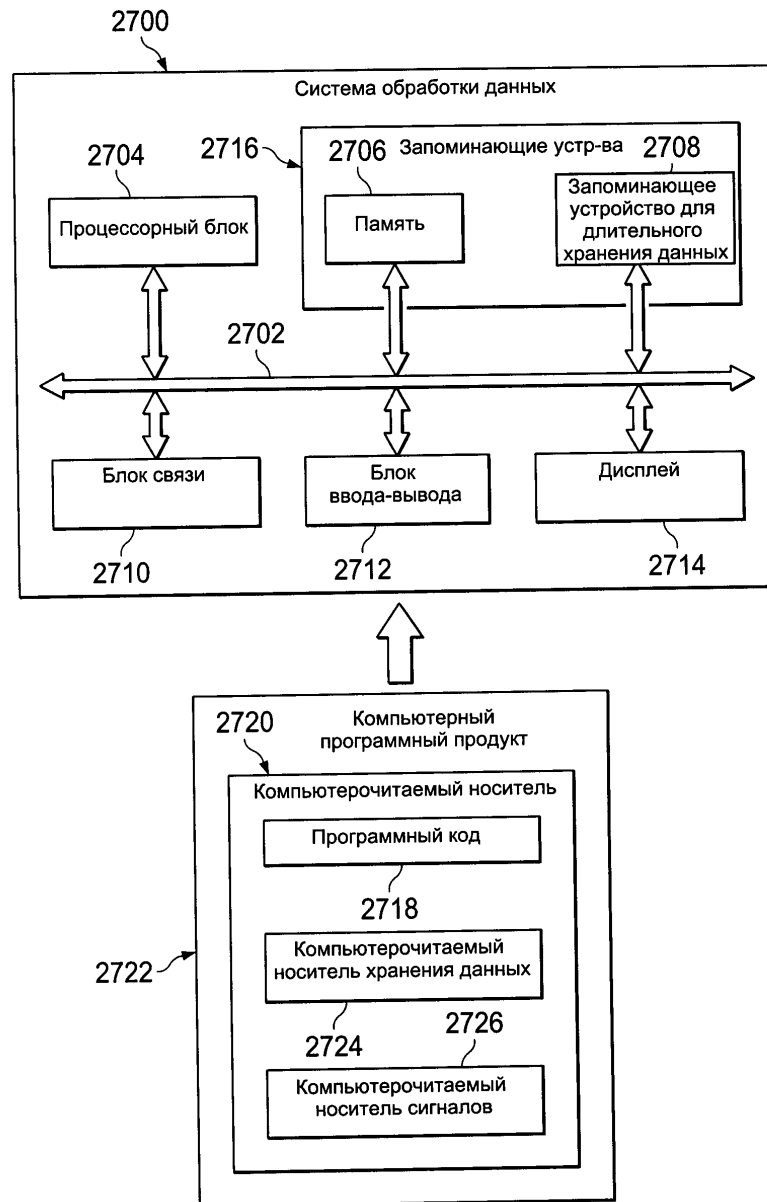 2700
Система обработки данных
2704
2716
2706
Запоминающие устр-ва
2708
Процессорный блок
Память
Запоминающее
устройство для
длительного
хранения данных
2702
Блок связи
Блок
ввода-вывода
Дисплей
2710
2712
2714
2720
Компьютерный
программный продукт
Компьютерочитаемый носитель
Программный код
2718
2722
Компьютерочитаемый
носитель хранения данных
2724
2726
Компьютерочитаемый
носитель сигналов